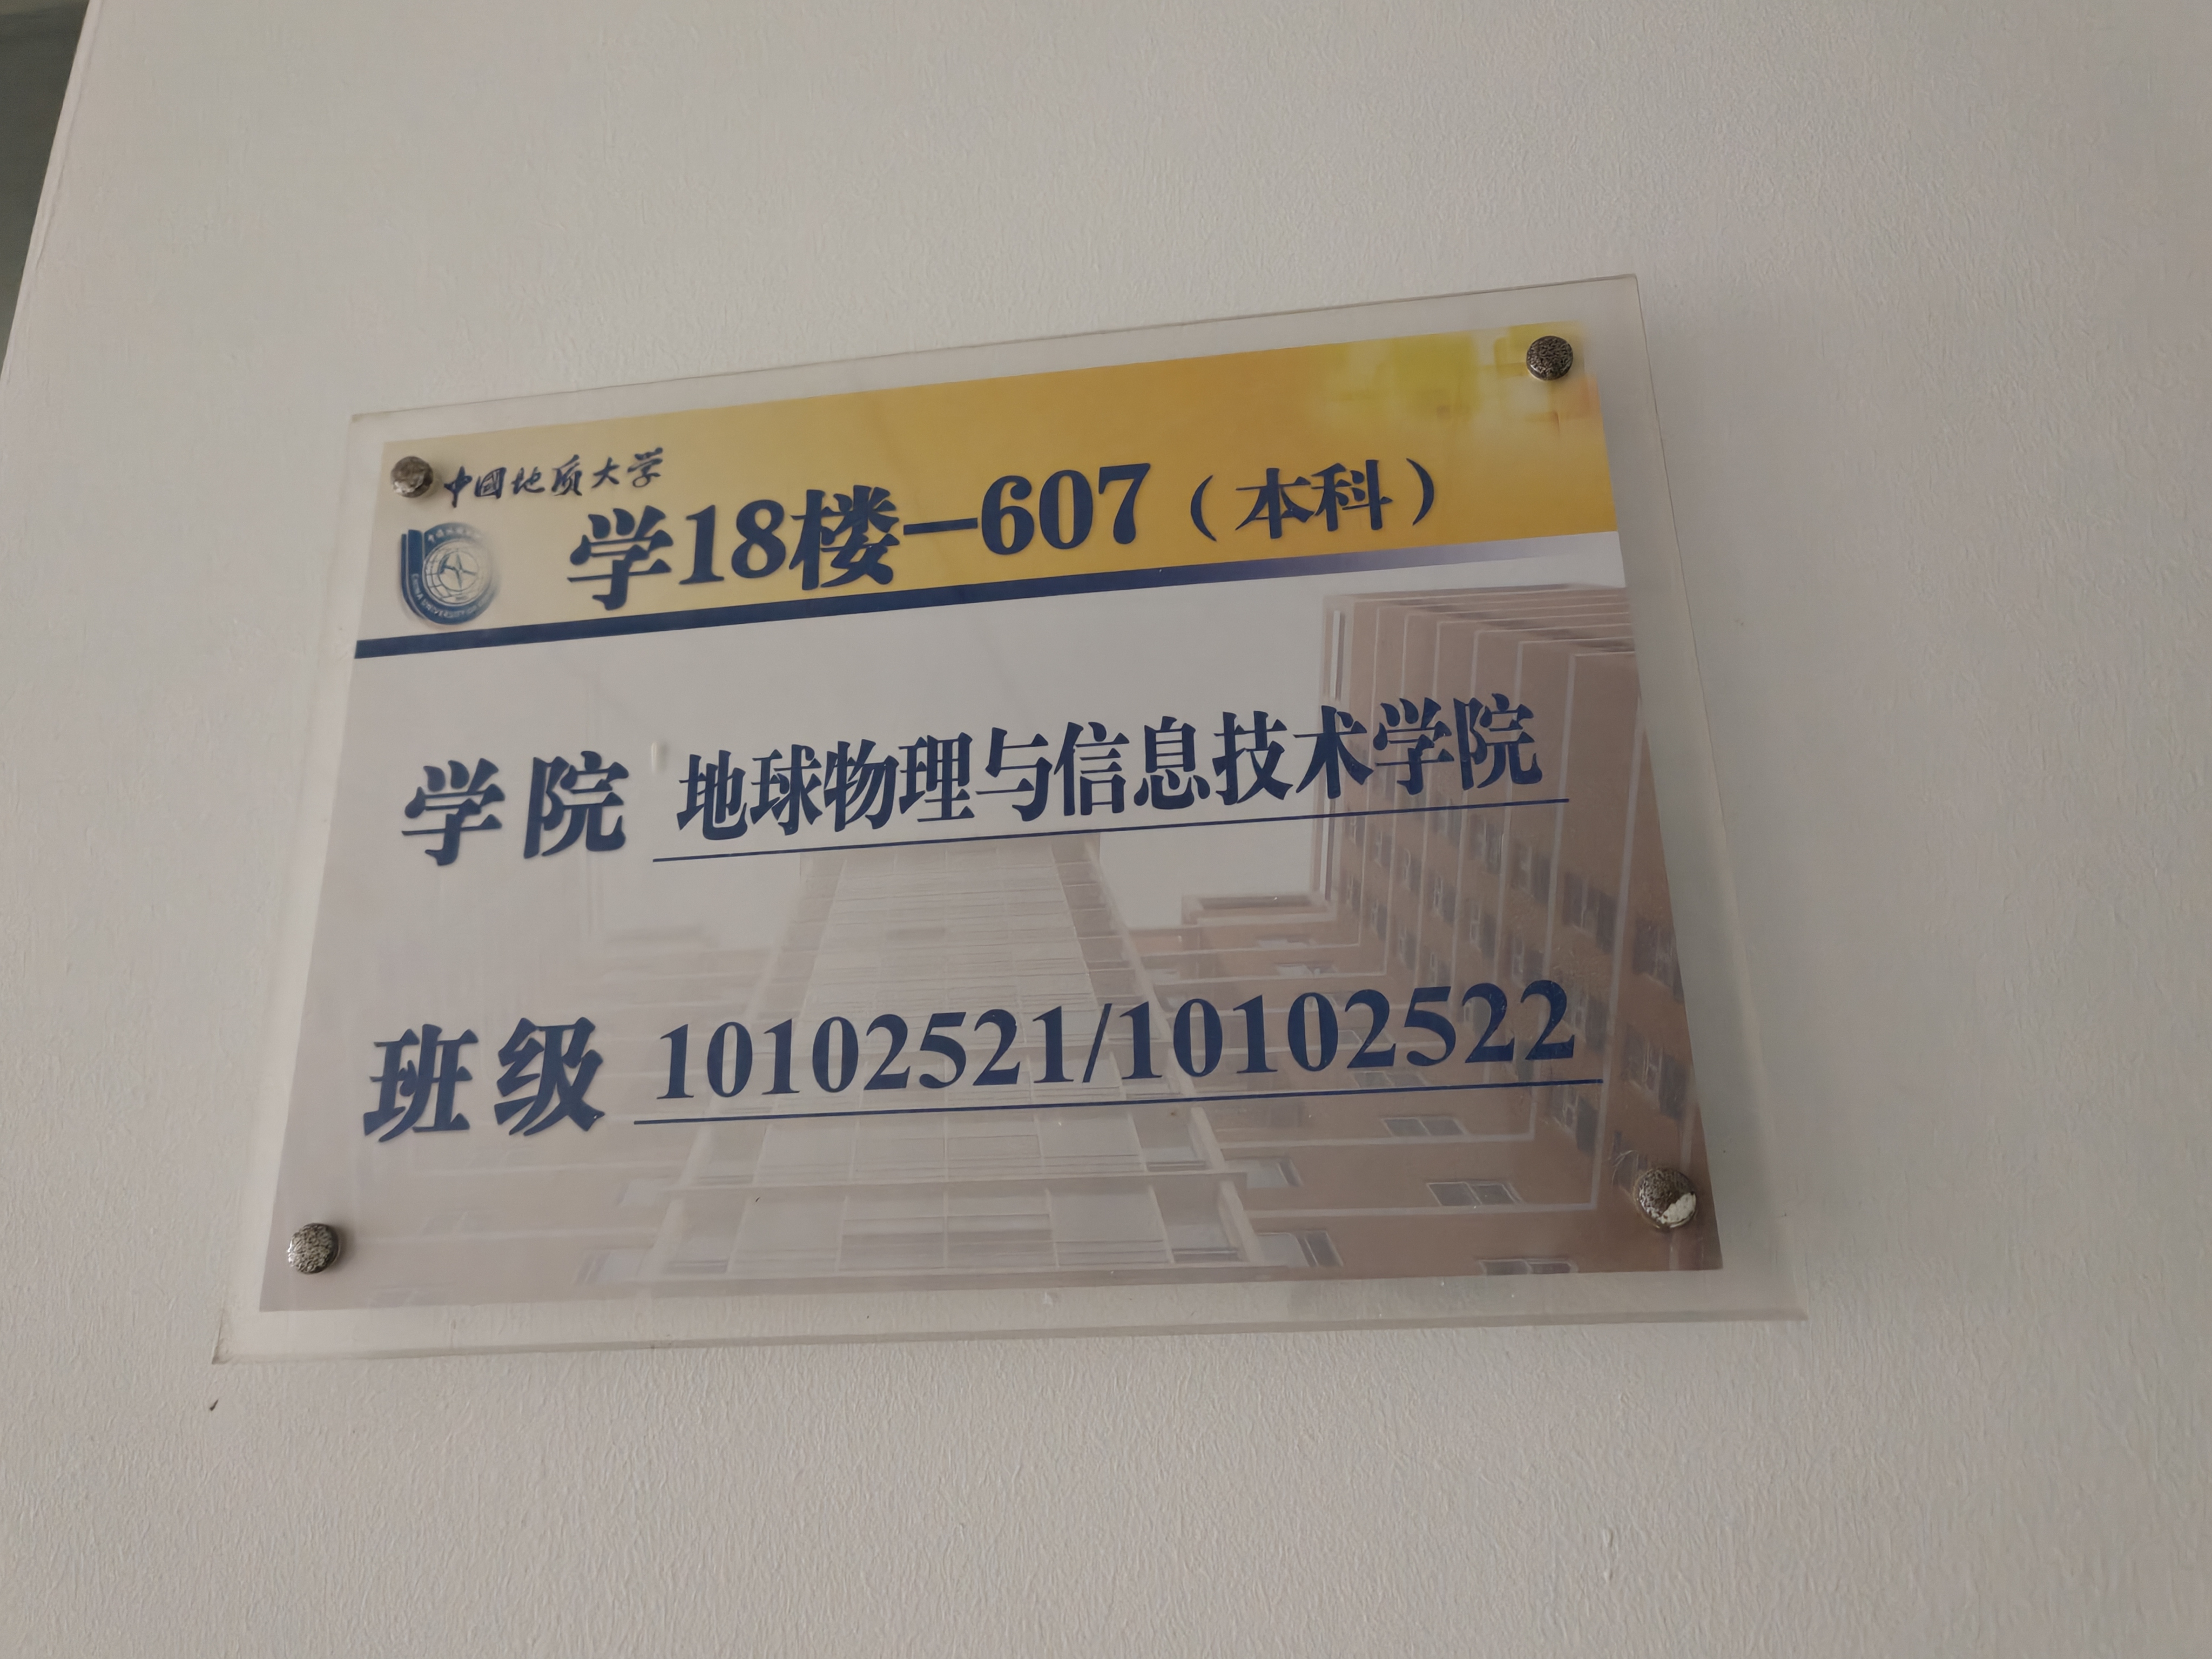 中國地质大学
学18楼—607（本科）
学院 地球物理与信息技术学院
班级 10102521/10102522